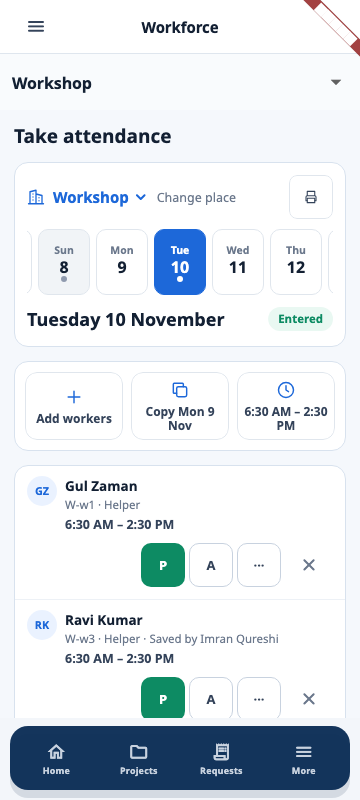 Workforce
Workshop
Take attendance
Workshop Change place
Sun Mon Tue Wed Thu
8 9 10 11 12
Tuesday 10 November Entered
Add workers
Copy Mon 9
Nov
6:30 AM – 2:30
PM
GZ
Gul Zaman
W-w1 · Helper
6:30 AM – 2:30 PM
P A ···
RK
Ravi Kumar
W-w3 · Helper · Saved by Imran Qureshi
6:30 AM – 2:30 PM
P A ···
Home Projects Requests More